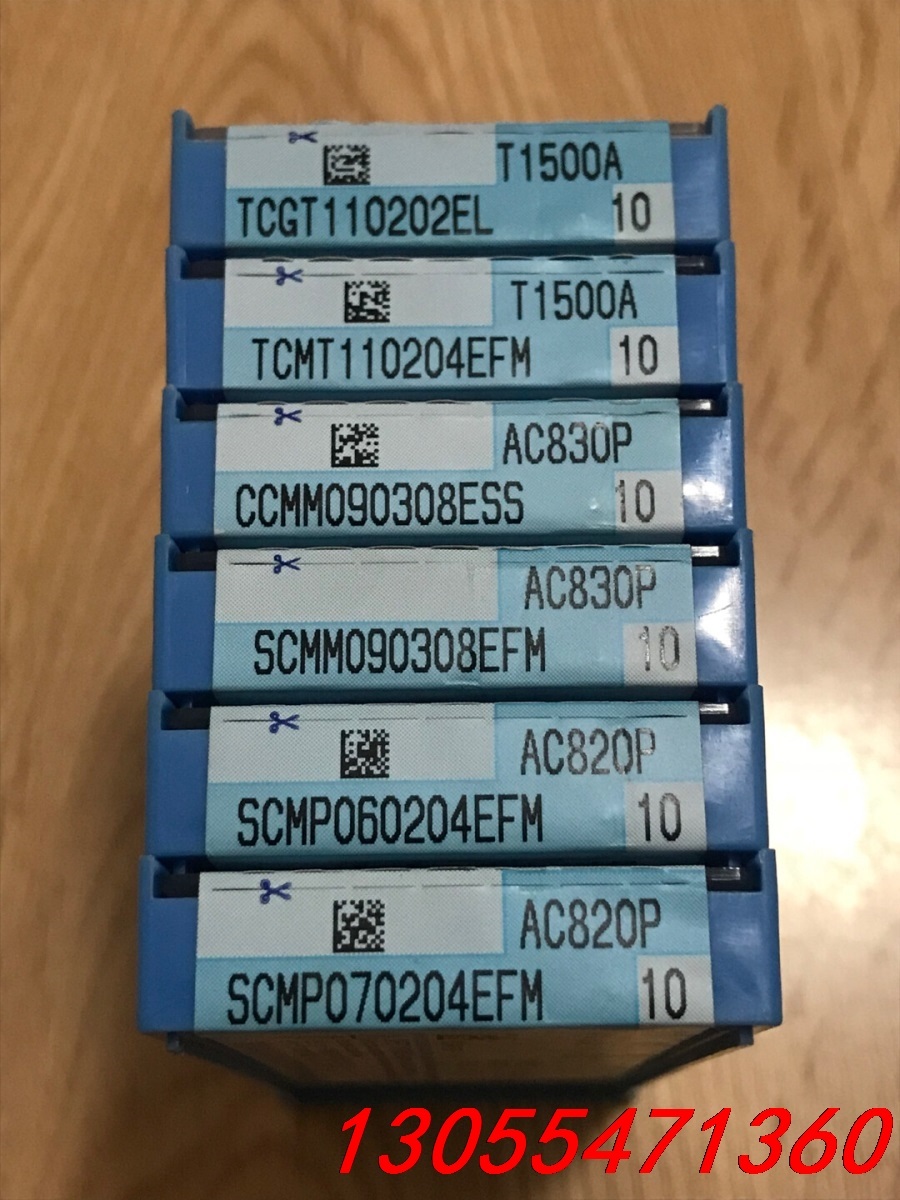 T1500A
TCGT110202EL 10
T1500A
TCMT110204EFM 10
AC830P
CCMM090308ESS 10
AC830P
SCMM090308EFM 10
AC820P
SCMP060204EFM 10
AC820P
SCMP070204EFM 10
13055471360